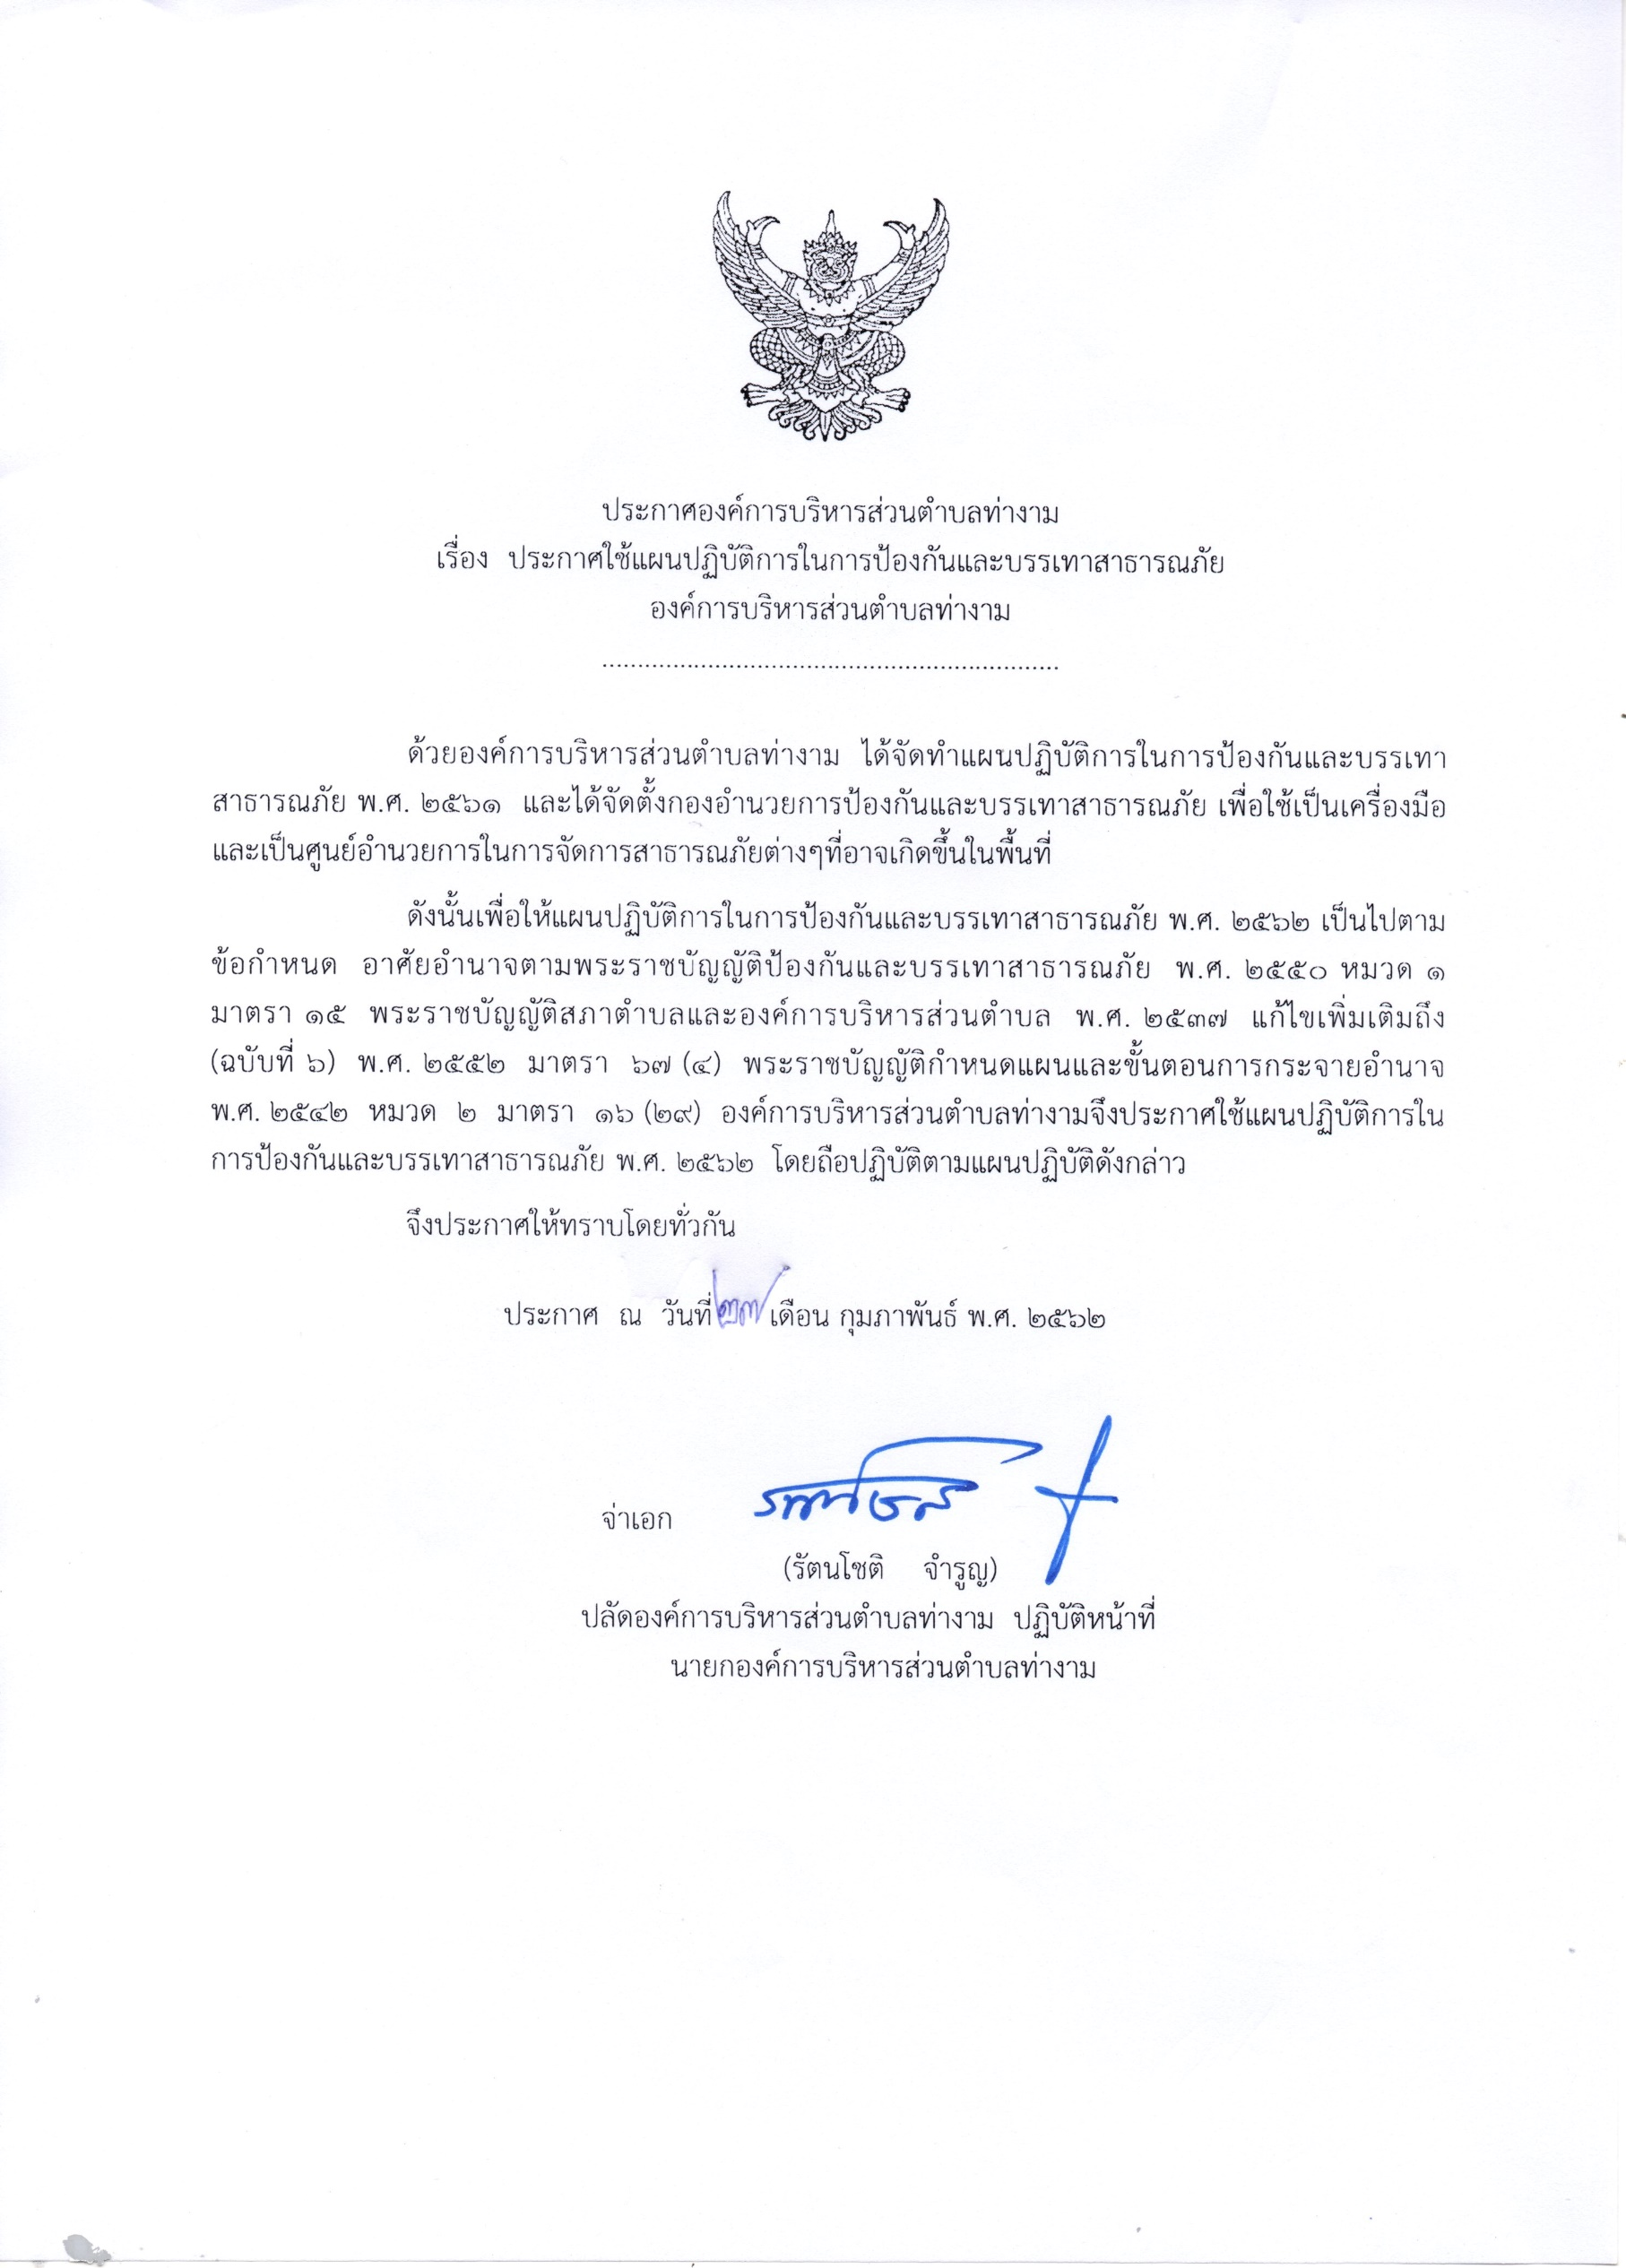 ประกาศองค์การบริหารส่วนตำบลท่างาม
เรื่อง ประกาศใช้แผนปฏิบัติการในการป้องกันและบรรเทาสาธารณภัย
องค์การบริหารส่วนตำบลท่างาม
.................................................................
ด้วยองค์การบริหารส่วนตำบลท่างาม ได้จัดทำแผนปฏิบัติการในการป้องกันและบรรเทา
สาธารณภัย พ.ศ. ๒๕๖๑ และได้จัดตั้งกองอำนวยการป้องกันและบรรเทาสาธารณภัย เพื่อใช้เป็นเครื่องมือ
และเป็นศูนย์อำนวยการในการจัดการสาธารณภัยต่างๆที่อาจเกิดขึ้นในพื้นที่
ดังนั้นเพื่อให้แผนปฏิบัติการในการป้องกันและบรรเทาสาธารณภัย พ.ศ. ๒๕๖๒ เป็นไปตาม
ข้อกำหนด อาศัยอำนาจตามพระราชบัญญัติป้องกันและบรรเทาสาธารณภัย พ.ศ. ๒๕๕๐ หมวด ๑
มาตรา ๑๕ พระราชบัญญัติสภาตำบลและองค์การบริหารส่วนตำบล พ.ศ. ๒๕๓๗ แก้ไขเพิ่มเติมถึง
(ฉบับที่ ๖) พ.ศ. ๒๕๕๒ มาตรา ๖๗ (๔) พระราชบัญญัติกำหนดแผนและขั้นตอนการกระจายอำนาจ
พ.ศ. ๒๕๔๒ หมวด ๒ มาตรา ๑๖ (๒๙) องค์การบริหารส่วนตำบลท่างามจึงประกาศใช้แผนปฏิบัติการใน
การป้องกันและบรรเทาสาธารณภัย พ.ศ. ๒๕๖๒ โดยถือปฏิบัติตามแผนปฏิบัติดังกล่าว
จึงประกาศให้ทราบโดยทั่วกัน
ประกาศ ณ วันที่ ๒๗ เดือน กุมภาพันธ์ พ.ศ. ๒๕๖๒
จ่าเอก
(รัตนโชติ จำรูญ)
ปลัดองค์การบริหารส่วนตำบลท่างาม ปฏิบัติหน้าที่
นายกองค์การบริหารส่วนตำบลท่างาม